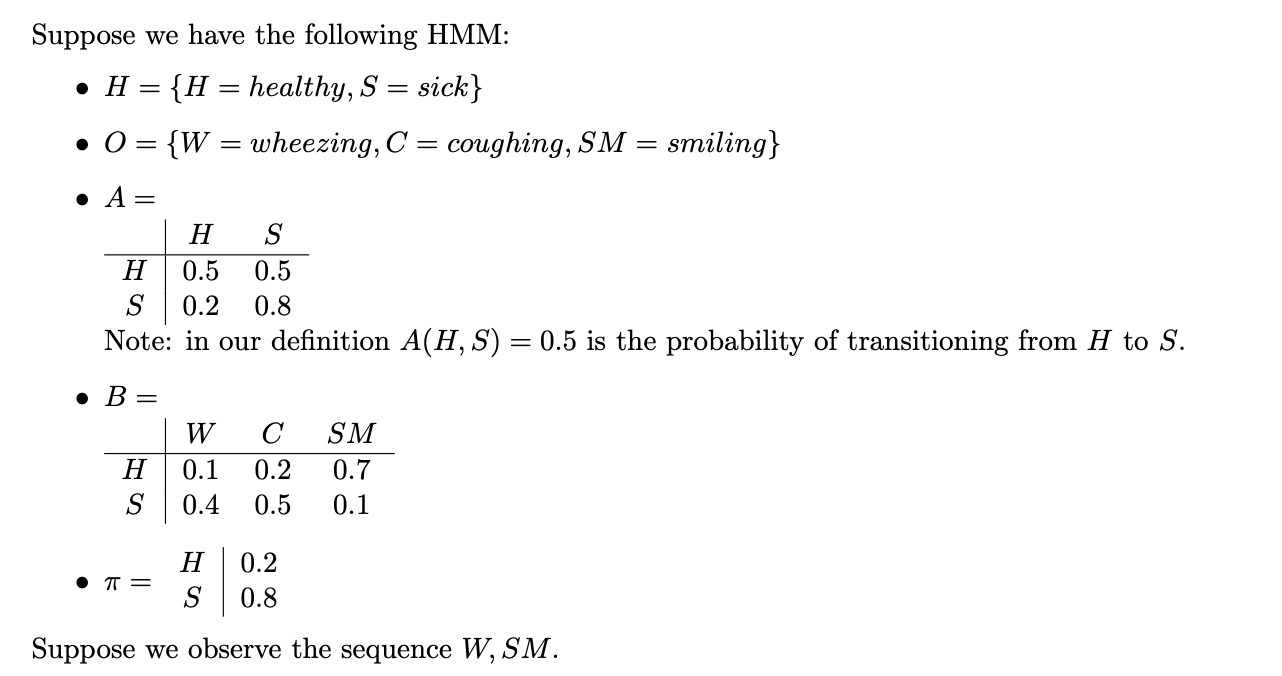 Suppose we have the following HMM:
• H = {H = healthy, S = sick}
• O = {W = wheezing, C = coughing, SM = smiling}
• A =
H S
H 0.5 0.5
S 0.2 0.8
Note: in our definition A(H, S) = 0.5 is the probability of transitioning from H to S.
• B =
W C SM
H 0.1 0.2 0.7
S 0.4 0.5 0.1
• π =
H 0.2
S 0.8
Suppose we observe the sequence W, SM.